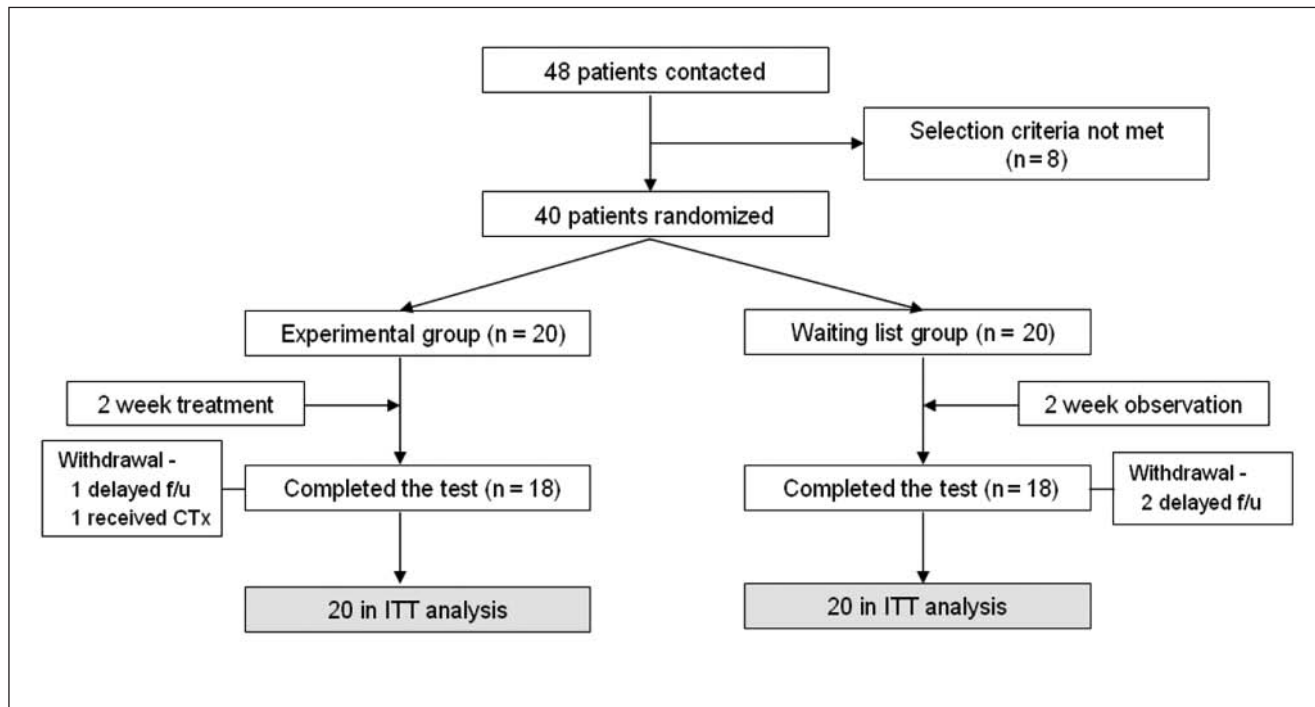 48 patients contacted
Selection criteria not met
(n = 8)
40 patients randomized
Experimental group (n = 20)
Waiting list group (n = 20)
2 week treatment
2 week observation
Withdrawal -
1 delayed f/u
1 received CTx
Completed the test (n = 18)
Completed the test (n = 18)
Withdrawal -
2 delayed f/u
20 in ITT analysis
20 in ITT analysis